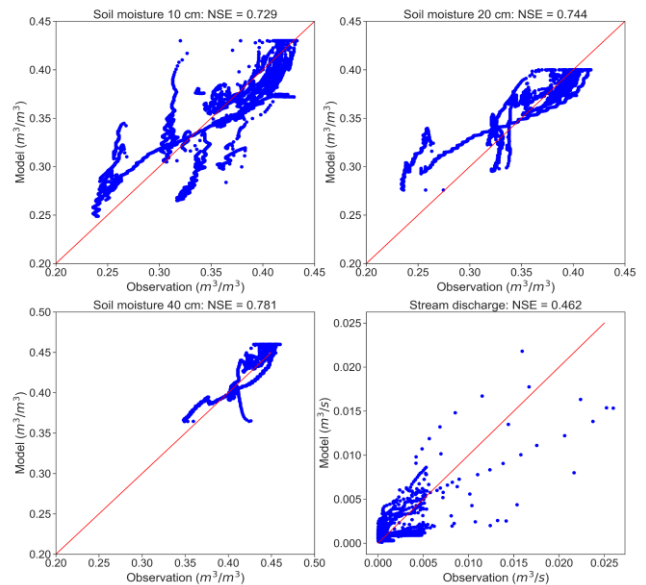 Soil moisture 10 cm: NSE = 0.729
0.45
0.40
0.35
0.30
0.25
0.20
Model (m³/m³)
0.20 0.25 0.30 0.35 0.40 0.45
Observation (m³/m³)
Soil moisture 20 cm: NSE = 0.744
0.45
0.40
0.35
0.30
0.25
0.20
Model (m³/m³)
0.20 0.25 0.30 0.35 0.40 0.45
Observation (m³/m³)
Soil moisture 40 cm: NSE = 0.781
0.50
0.45
0.40
0.35
0.30
0.25
0.20
Model (m³/m³)
0.20 0.25 0.30 0.35 0.40 0.45 0.50
Observation (m³/m³)
Stream discharge: NSE = 0.462
0.025
0.020
0.015
0.010
0.005
0.000
Model (m³/s)
0.000 0.005 0.010 0.015 0.020 0.025
Observation (m³/s)